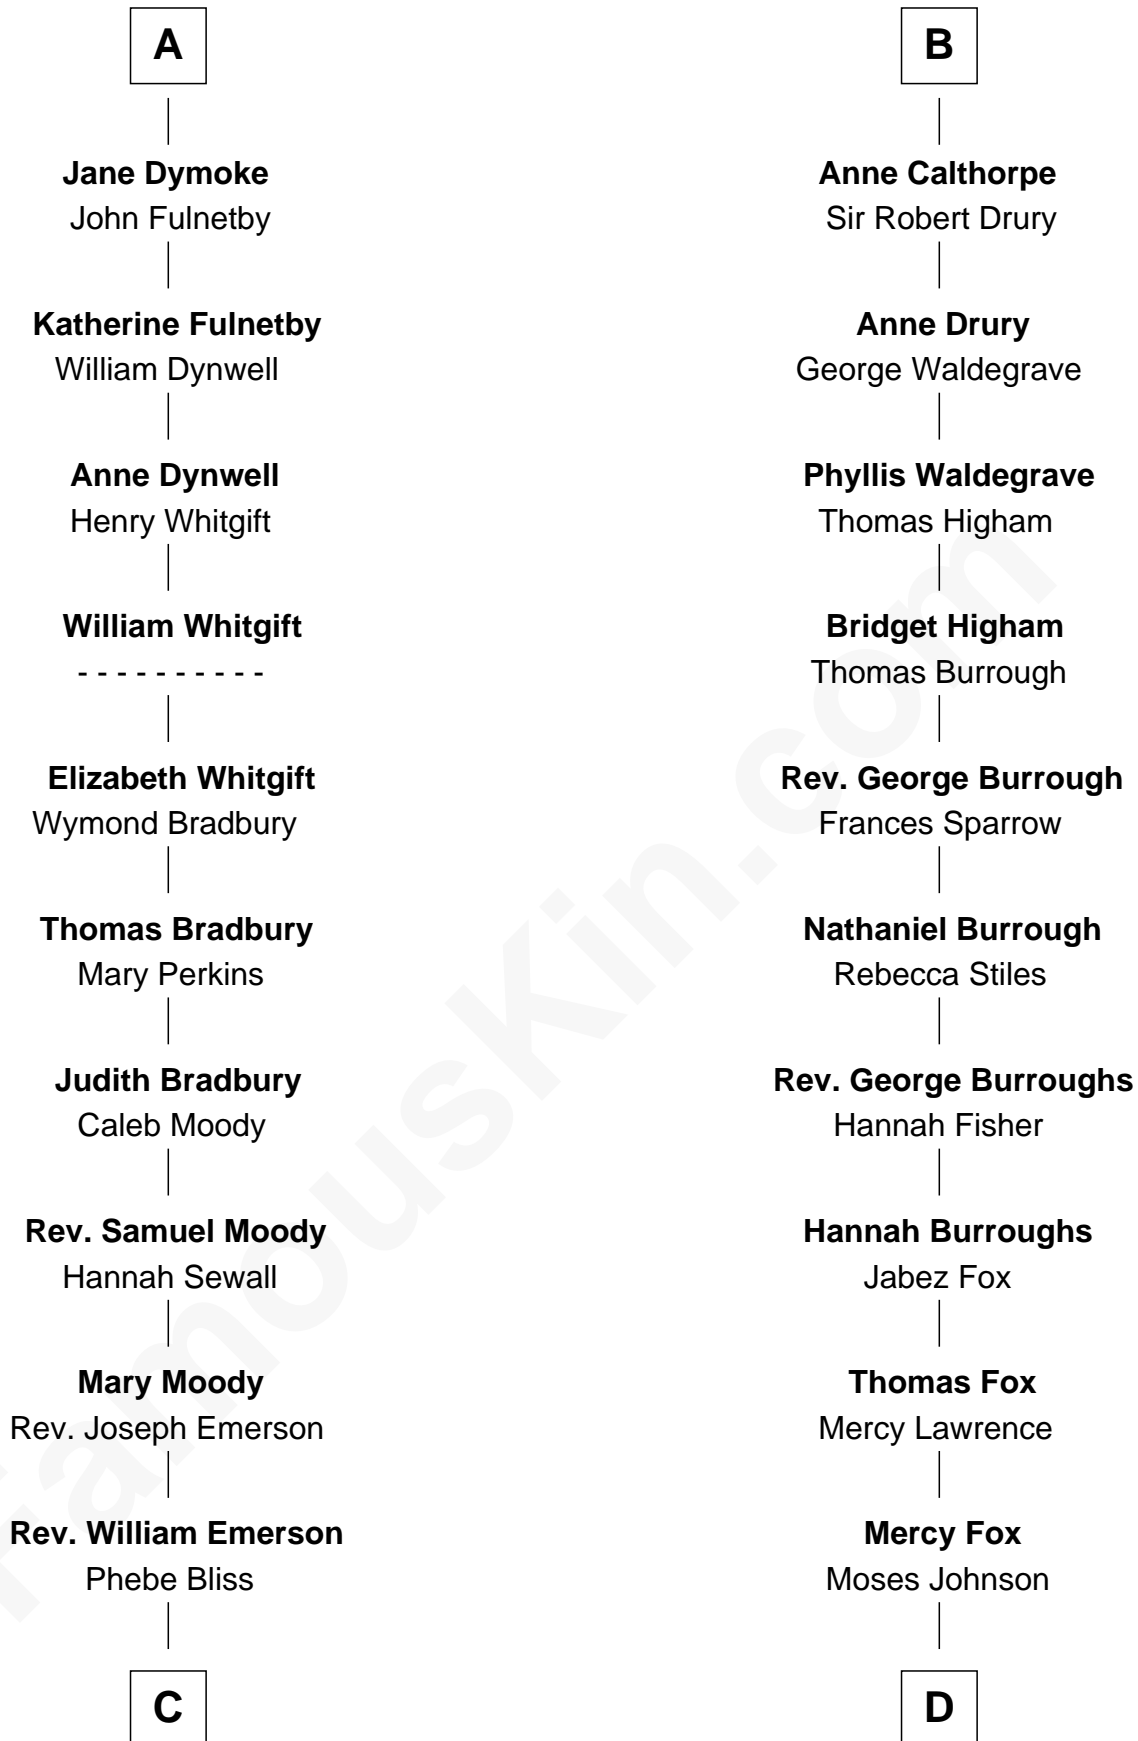 A
Jane Dymoke
John Fulnetby
Katherine Fulnetby
William Dynwell
Anne Dynwell
Henry Whitgift
William Whitgift
- - - - - - - - - -
Elizabeth Whitgift
Wymond Bradbury
Thomas Bradbury
Mary Perkins
Judith Bradbury
Caleb Moody
Rev. Samuel Moody
Hannah Sewall
Mary Moody
Rev. Joseph Emerson
Rev. William Emerson
Phebe Bliss
C
B
Anne Calthorpe
Sir Robert Drury
Anne Drury
George Waldegrave
Phyllis Waldegrave
Thomas Higham
Bridget Higham
Thomas Burrough
Rev. George Burrough
Frances Sparrow
Nathaniel Burrough
Rebecca Stiles
Rev. George Burroughs
Hannah Fisher
Hannah Burroughs
Jabez Fox
Thomas Fox
Mercy Lawrence
Mercy Fox
Moses Johnson
D
FamousKin.com